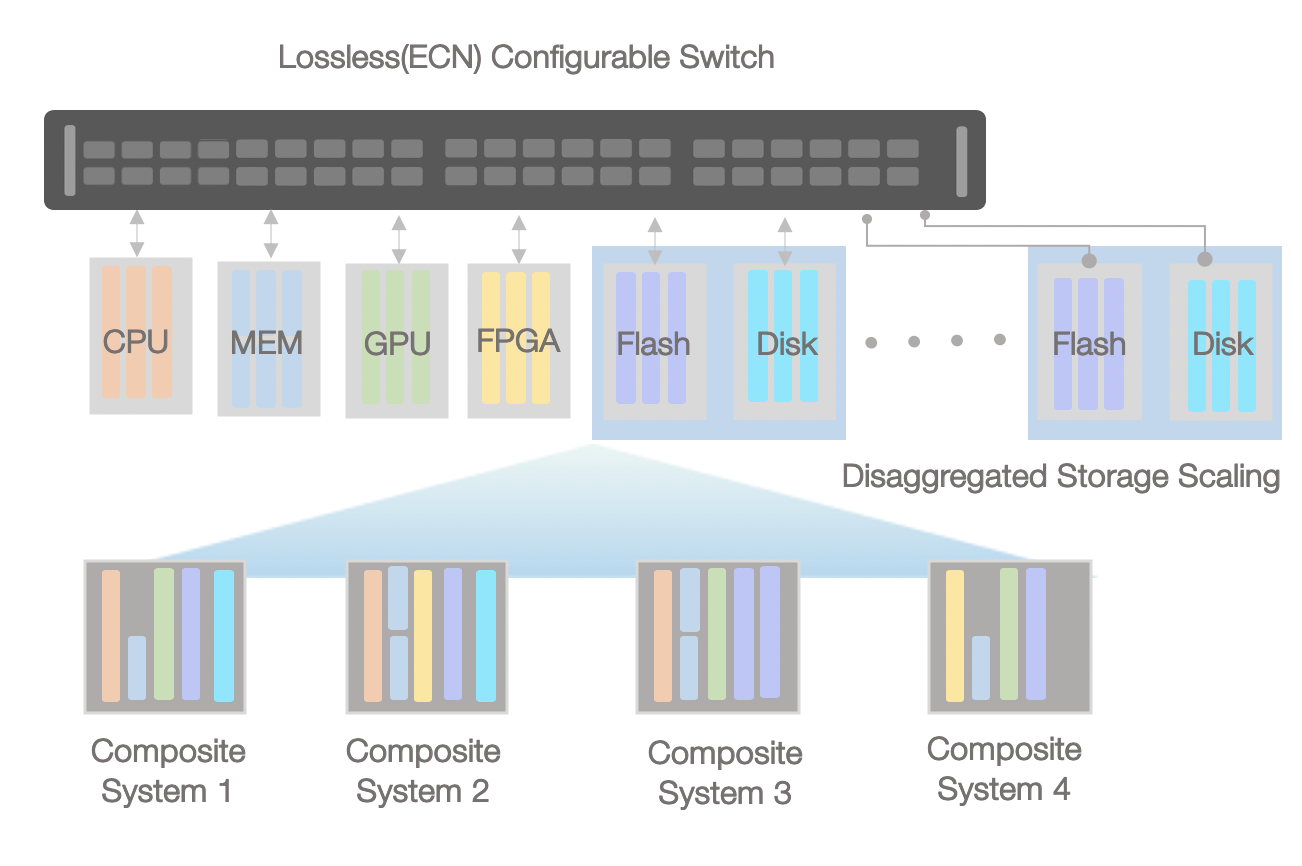 Lossless(ECN) Configurable Switch
CPU
MEM
GPU
FPGA
Flash
Disk
Flash
Disk
Disaggregated Storage Scaling
Composite
System 1
Composite
System 2
Composite
System 3
Composite
System 4